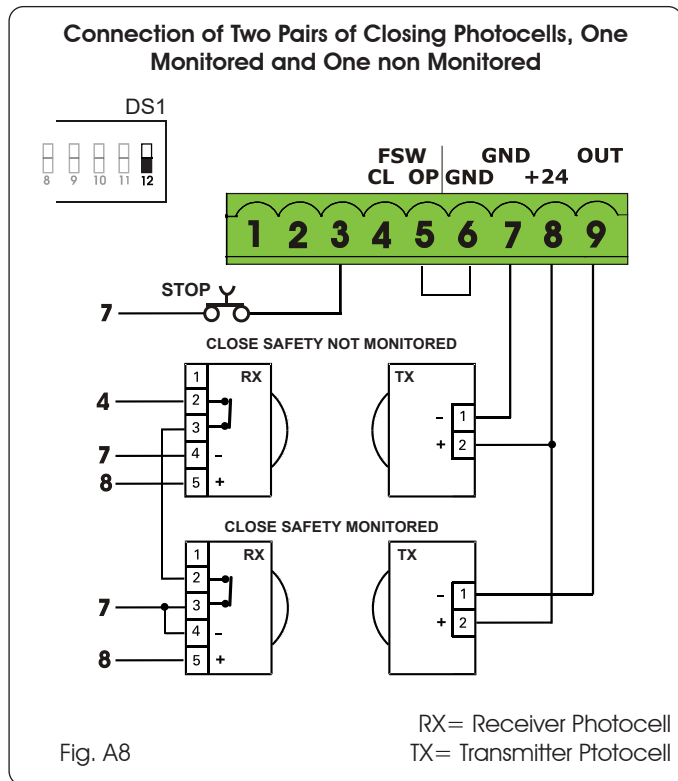 Connection of Two Pairs of Closing Photocells, One
Monitored and One non Monitored
DS1
8 9 10 11 12
FSW GND OUT
CL OP GND +24
1 2 3 4 5 6 7 8 9
STOP
7
CLOSE SAFETY NOT MONITORED
1 RX TX
4 2
3 - 1
7 4 - + 2
8 5 +
CLOSE SAFETY MONITORED
1 RX TX
2 - 1
7 3 + 2
4 -
8 5 +
RX= Receiver Photocell
Fig. A8 TX= Transmitter Ptotocell